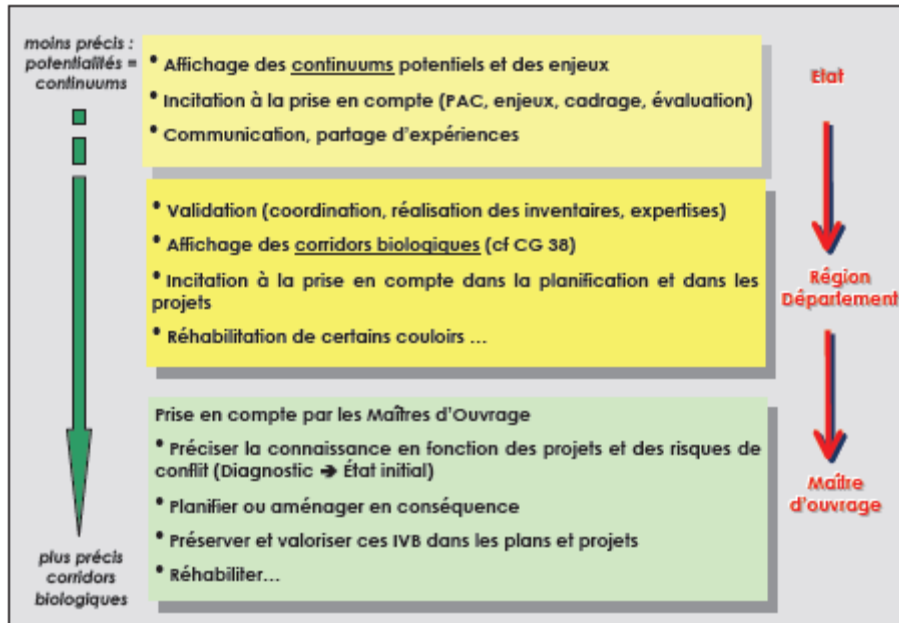 moins précis :
potentialités =
continuums
• Affichage des continuums potentiels et des enjeux
• Incitation à la prise en compte (PAC, enjeux, cadrage, évaluation)
• Communication, partage d'expériences
Etat
• Validation (coordination, réalisation des inventaires, expertises)
• Affichage des corridors biologiques (cf CG 38)
• Incitation à la prise en compte dans la planification et dans les
projets
• Réhabilitation de certains couloirs ...
Région
Département
Prise en compte par les Maîtres d'Ouvrage
• Préciser la connaissance en fonction des projets et des risques de
conflit (Diagnostic ➔ État initial)
• Planifier ou aménager en conséquence
• Préserver et valoriser ces IVB dans les plans et projets
• Réhabiliter...
Maître
d'ouvrage
plus précis
corridors
biologiques